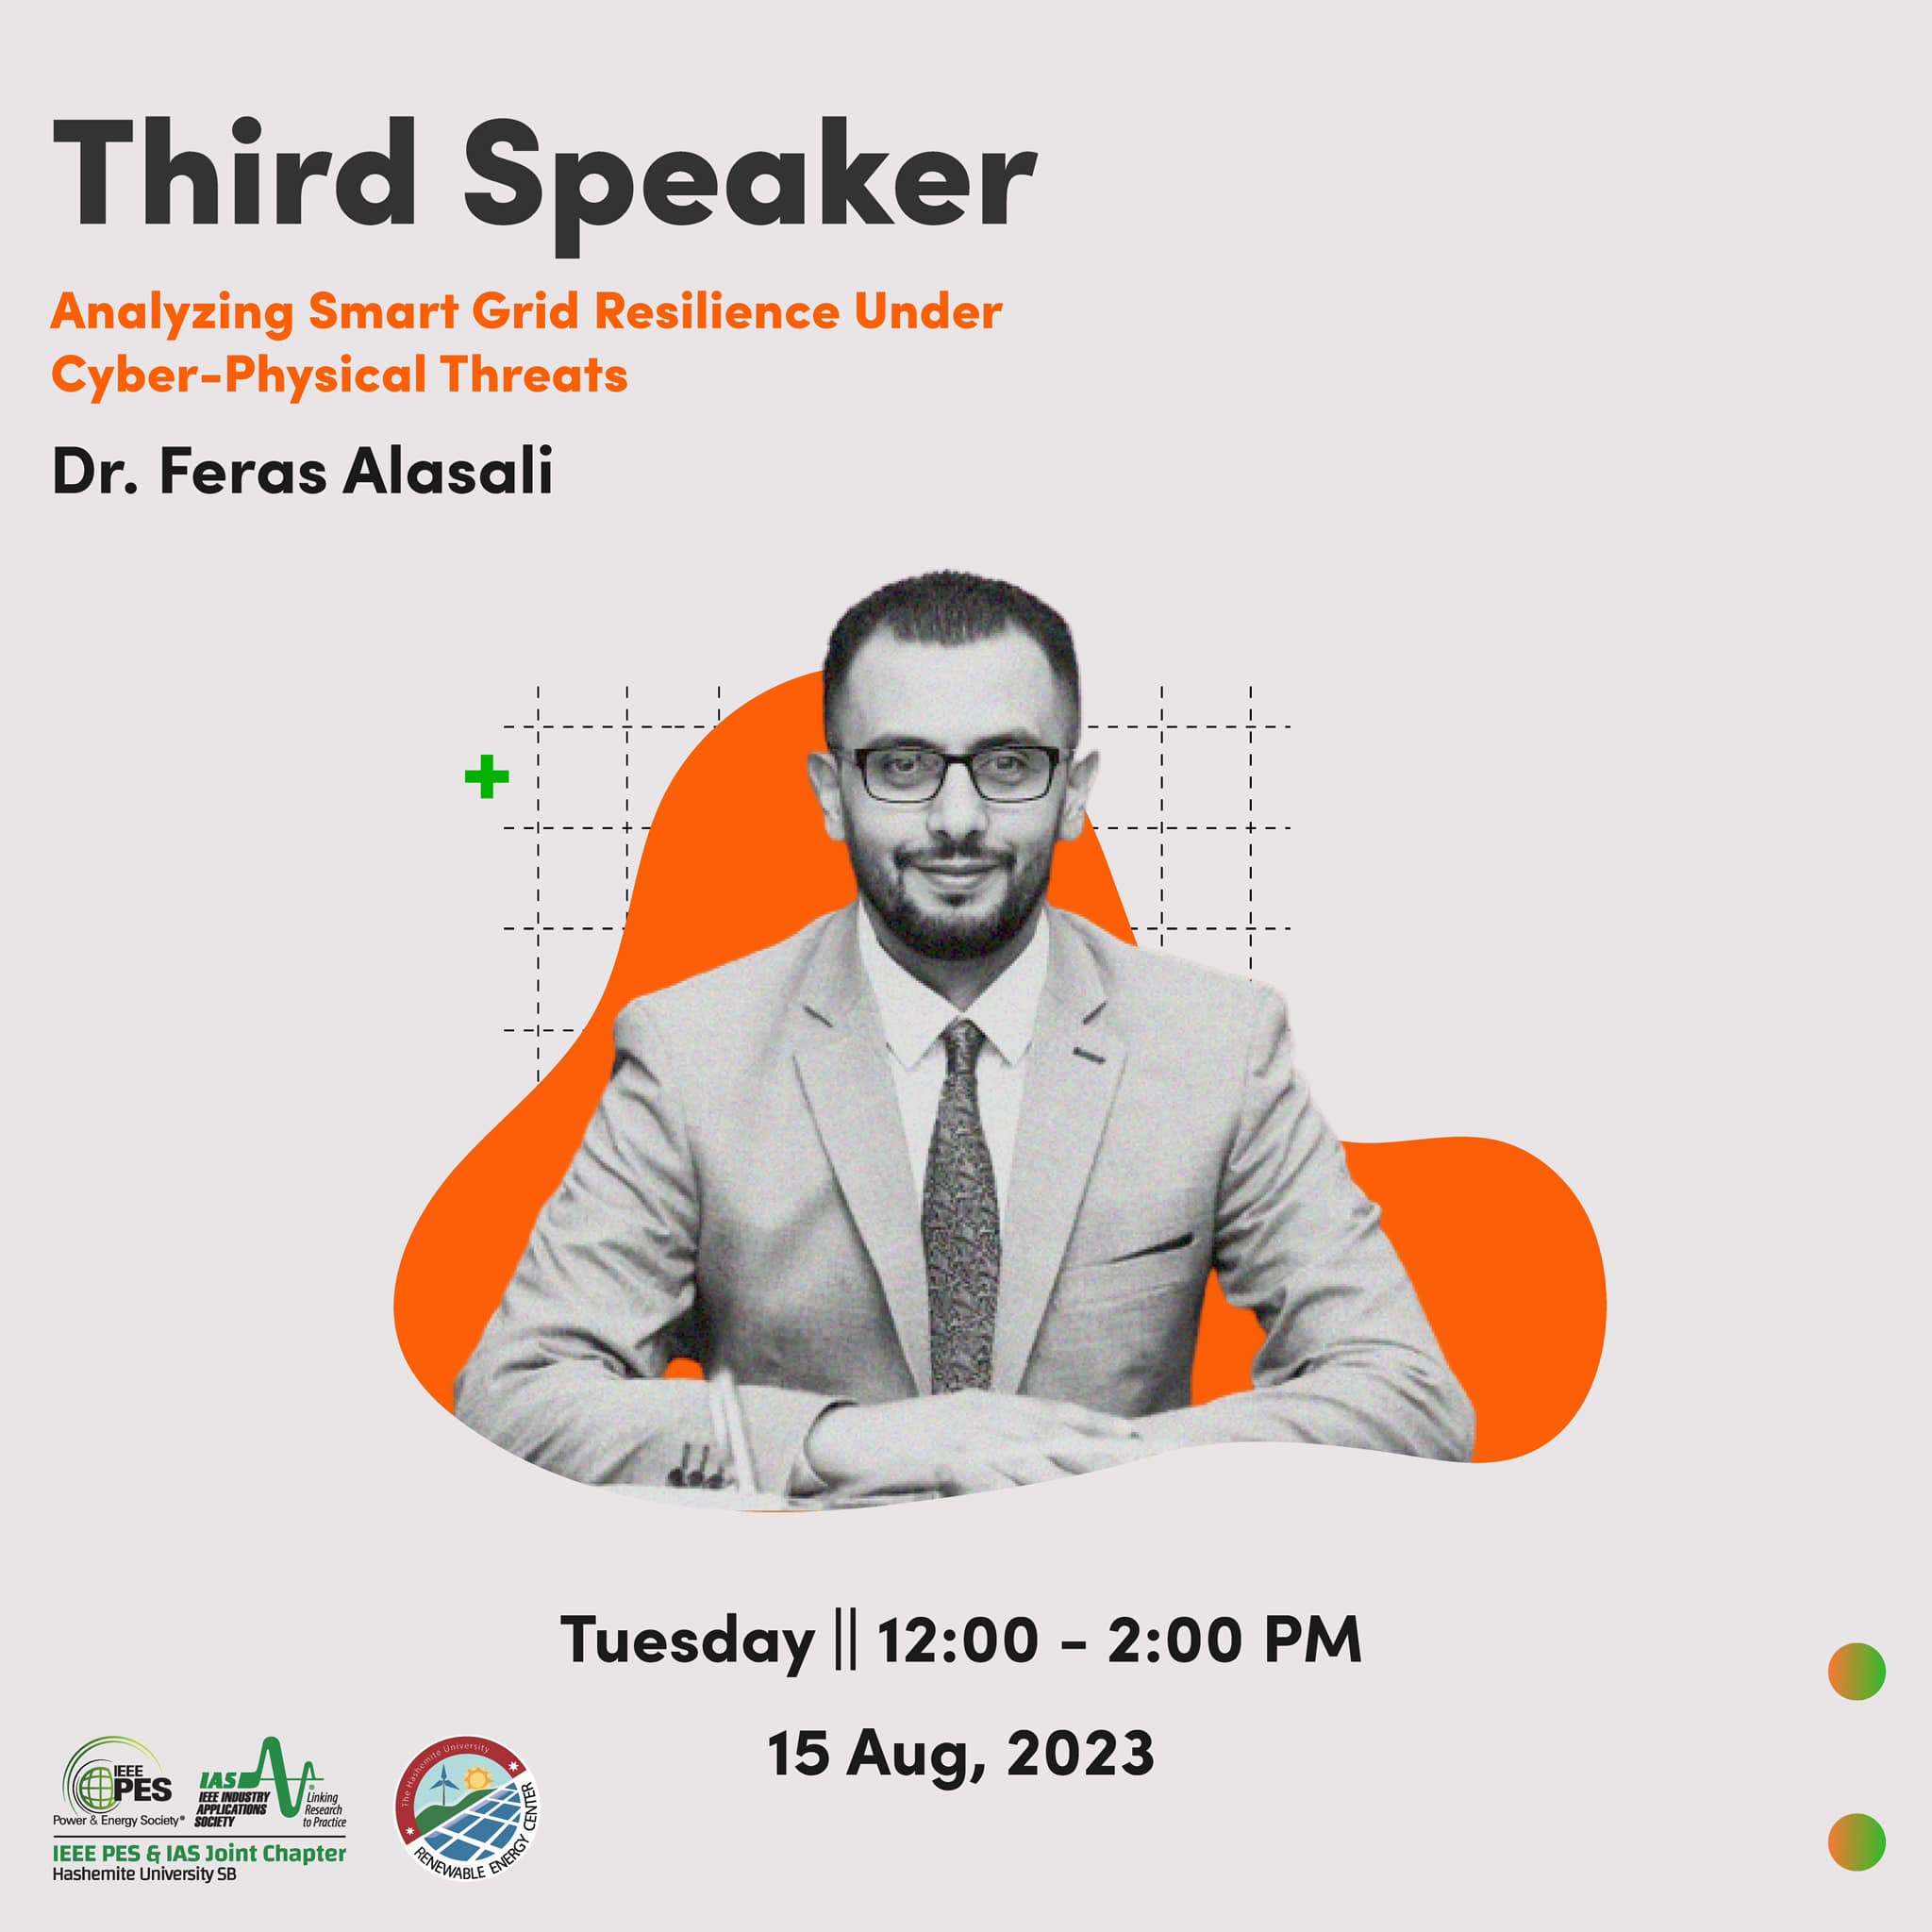 Third Speaker
Analyzing Smart Grid Resilience Under
Cyber-Physical Threats
Dr. Feras Alasali
Tuesday || 12:00 - 2:00 PM
15 Aug, 2023
IEEE
PES
Power & Energy Society®
IAS
IEEE INDUSTRY
APPLICATIONS
SOCIETY
Linking
Research
to Practice
IEEE PES & IAS Joint Chapter
Hashemite University SB
The Hashemite University
RENEWABLE ENERGY CENTER